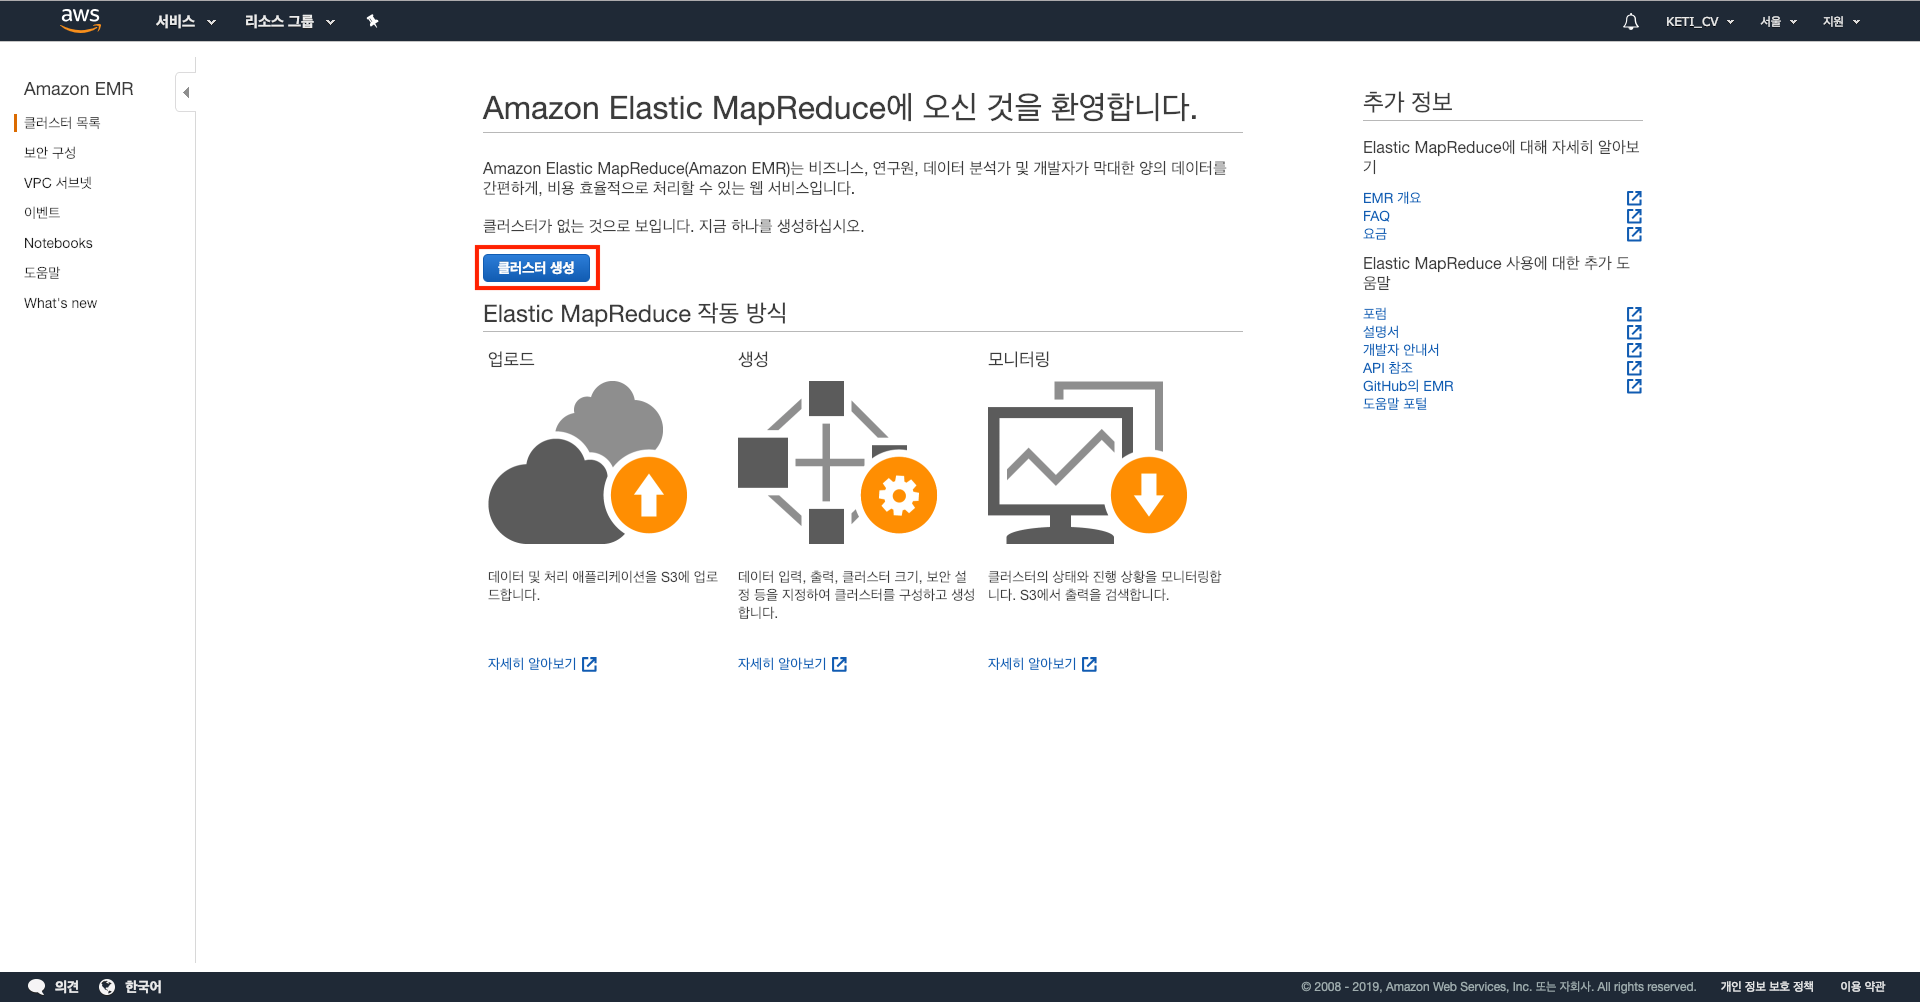 aws 서비스 리소스 그룹 KETI_CV 서울 지원
Amazon EMR
클러스터 목록
보안 구성
VPC 서브넷
이벤트
Notebooks
도움말
What's new
Amazon Elastic MapReduce에 오신 것을 환영합니다.
Amazon Elastic MapReduce(Amazon EMR)는 비즈니스, 연구원, 데이터 분석가 및 개발자가 막대한 양의 데이터를
간편하게, 비용 효율적으로 처리할 수 있는 웹 서비스입니다.
클러스터가 없는 것으로 보입니다. 지금 하나를 생성하십시오.
클러스터 생성
Elastic MapReduce 작동 방식
업로드
데이터 및 처리 애플리케이션을 S3에 업로
드합니다.
자세히 알아보기
생성
데이터 입력, 출력, 클러스터 크기, 보안 설
정 등을 지정하여 클러스터를 구성하고 생성
합니다.
자세히 알아보기
모니터링
클러스터의 상태와 진행 상황을 모니터링합
니다. S3에서 출력을 검색합니다.
자세히 알아보기
추가 정보
Elastic MapReduce에 대해 자세히 알아보
기
EMR 개요
FAQ
요금
Elastic MapReduce 사용에 대한 추가 도
움말
포럼
설명서
개발자 안내서
API 참조
GitHub의 EMR
도움말 포털
의견 한국어 © 2008 - 2019, Amazon Web Services, Inc. 또는 자회사. All rights reserved. 개인 정보 보호 정책 이용 약관